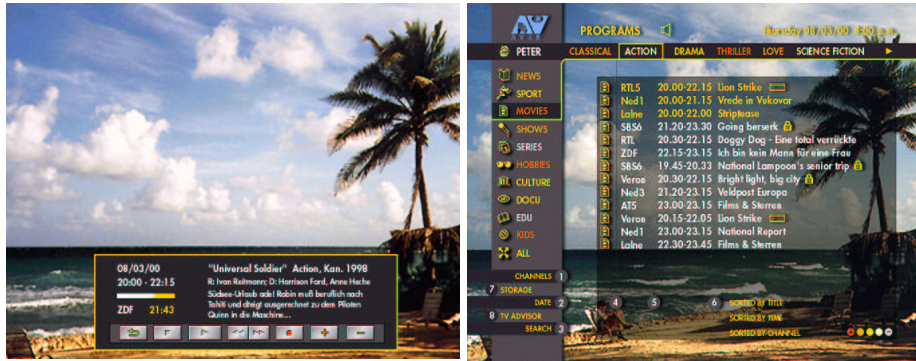 08/03/00 "Universal Soldier" Action, Kan. 1998
20:00 - 22:15 R: Ivan Reitmann; D: Harrison Ford, Anne Heche
Südsee-Urlaub ade! Robin muß beruflich nach
Tahiti und dteigt ausgerechnet zu dem Piloten
ZDF 21:43 Quinn in die Maschine...
AVIE
PROGRAMS
Thursday 08/03/00 8:00 p.m.
PETER
CLASSICAL ACTION DRAMA THRILLER LOVE SCIENCE FICTION
NEWS
SPORT
MOVIES
SHOWS
SERIES
HOBBIES
CULTURE
DOCU
EDU
KIDS
ALL
RTL5 20.00-22.15 Lion Strike
Ned1 20.00-21.15 Vrede in Vukovar
Lalne 20.00-22.00 Striptease
SBS6 21.20-23.30 Going berserk
RTL 20.30-22.15 Doggy Dog - Eine total verrückte
ZDF 22.15-23.15 Ich bin kein Mann für eine Frau
SBS6 19.45-20.33 National Lampoon's senior trip
Veron 20.30-22.15 Bright light, big city
Ned3 21.20-23.15 Veldpost Europa
AT5 23.00-23.15 Films & Sterren
Veron 20.15-22.05 Lion Strike
Ned1 23.00-23.15 National Report
Lalne 22.30-23.45 Films & Sterren
CHANNELS 1
7 STORAGE
DATE 2 4 5 6 SORTED BY TITLE
8 TV ADVISOR SORTED BY TIME
SEARCH 3 SORTED BY CHANNEL